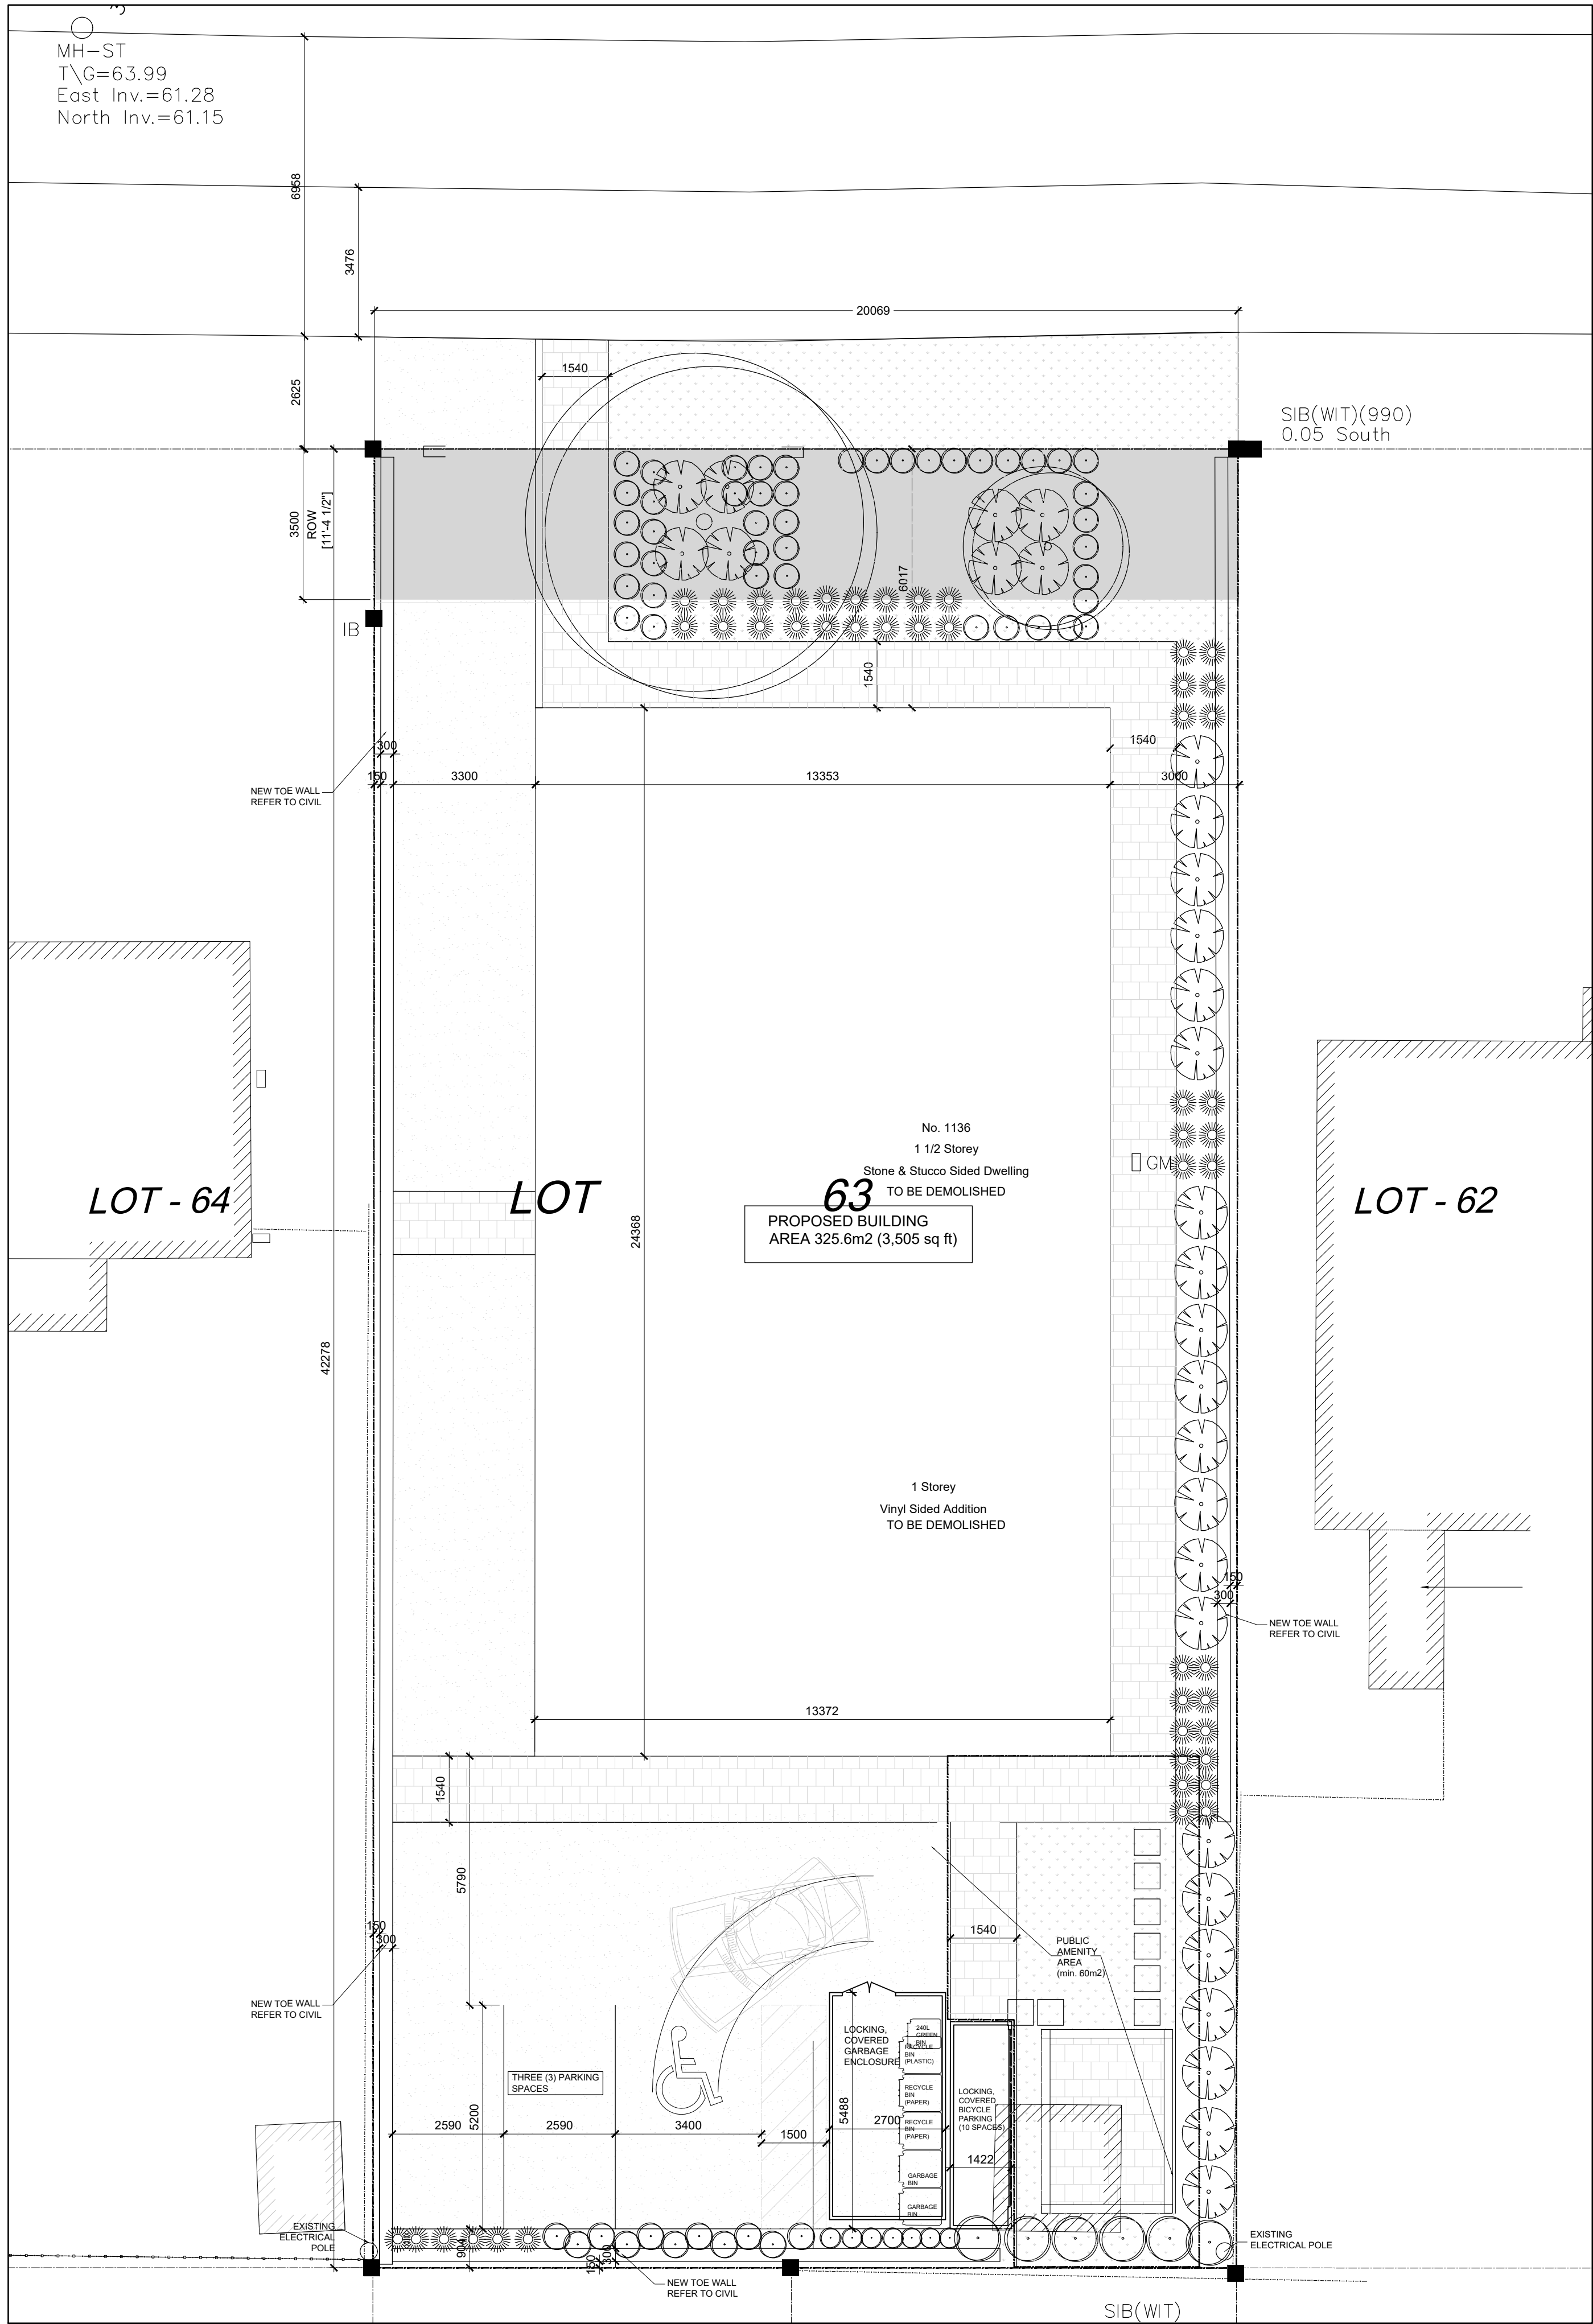 MH-ST
T\G=63.99
East Inv.=61.28
North Inv.=61.15
6958
3476
20069
2625
1540
SIB(WIT)(990)
0.05 South
3500
ROW
[11'-4 1/2"]
6017
IB
1540
300
1540
150
3300
13353
3000
NEW TOE WALL
REFER TO CIVIL
No. 1136
1 1/2 Storey
Stone & Stucco Sided Dwelling
TO BE DEMOLISHED
GM
LOT - 64
LOT
63
LOT - 62
PROPOSED BUILDING
AREA 325.6m2 (3,505 sq ft)
24368
42278
1 Storey
Vinyl Sided Addition
TO BE DEMOLISHED
150
300
NEW TOE WALL
REFER TO CIVIL
13372
1540
5790
150
300
1540
PUBLIC
AMENITY
AREA
(min. 60m2)
NEW TOE WALL
REFER TO CIVIL
LOCKING,
COVERED
GARBAGE
ENCLOSURE
240L
GREEN
BIN
RECYCLE
BIN
(PLASTIC)
THREE (3) PARKING
SPACES
RECYCLE
BIN
(PAPER)
LOCKING,
COVERED
BICYCLE
PARKING
(10 SPACES)
2590
5200
2590
3400
1500
5488
2700
RECYCLE
BIN
(PAPER)
1422
GARBAGE
BIN
GARBAGE
BIN
EXISTING
ELECTRICAL
POLE
904
150
300
EXISTING
ELECTRICAL POLE
NEW TOE WALL
REFER TO CIVIL
SIB(WIT)